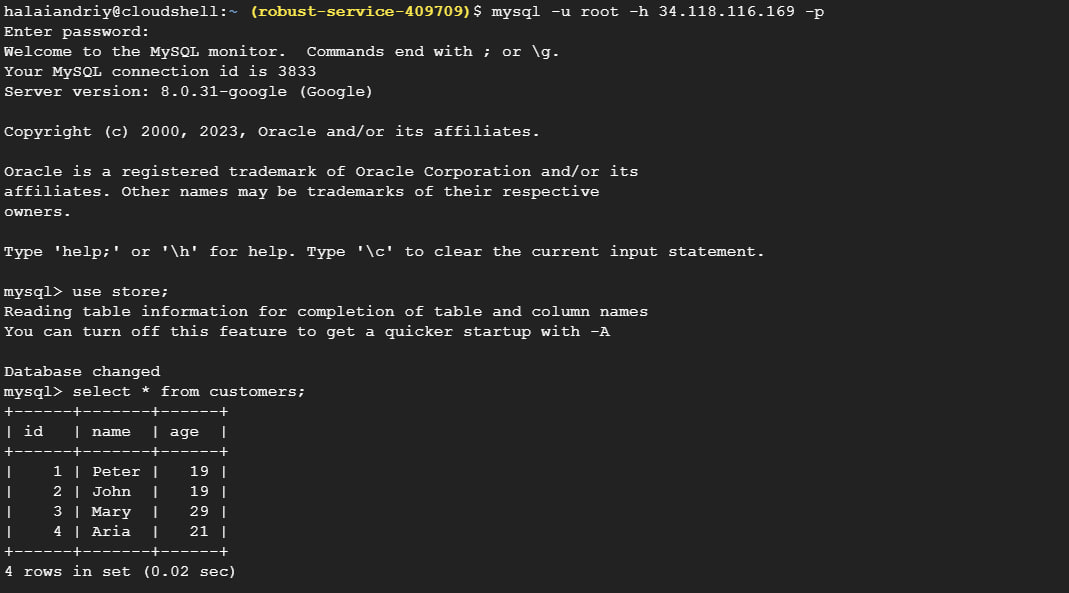 halaiandriy@cloudshell:~ (robust-service-409709)$ mysql -u root -h 34.118.116.169 -p
Enter password:
Welcome to the MySQL monitor.  Commands end with ; or \g.
Your MySQL connection id is 3833
Server version: 8.0.31-google (Google)

Copyright (c) 2000, 2023, Oracle and/or its affiliates.

Oracle is a registered trademark of Oracle Corporation and/or its
affiliates. Other names may be trademarks of their respective
owners.

Type 'help;' or '\h' for help. Type '\c' to clear the current input statement.

mysql> use store;
Reading table information for completion of table and column names
You can turn off this feature to get a quicker startup with -A

Database changed
mysql> select * from customers;
+------+-------+------+
| id   | name  | age  |
+------+-------+------+
|    1 | Peter |   19 |
|    2 | John  |   19 |
|    3 | Mary  |   29 |
|    4 | Aria  |   21 |
+------+-------+------+
4 rows in set (0.02 sec)